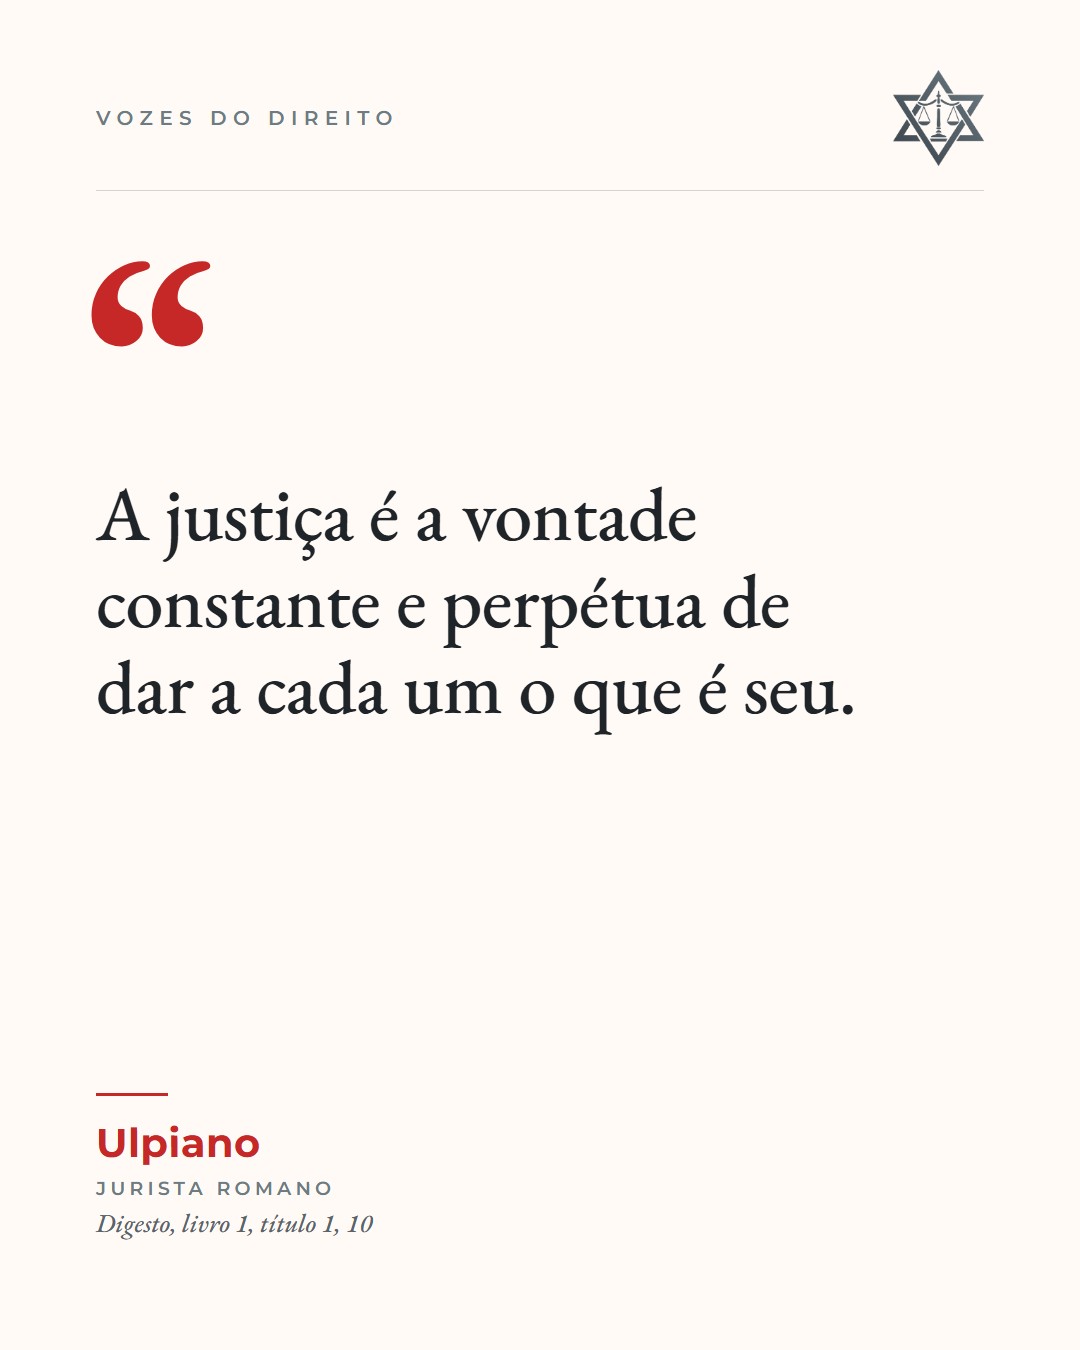 VOZES DO DIREITO
“
A justiça é a vontade
constante e perpétua de
dar a cada um o que é seu.
Ulpiano
JURISTA ROMANO
Digesto, livro 1, título 1, 10